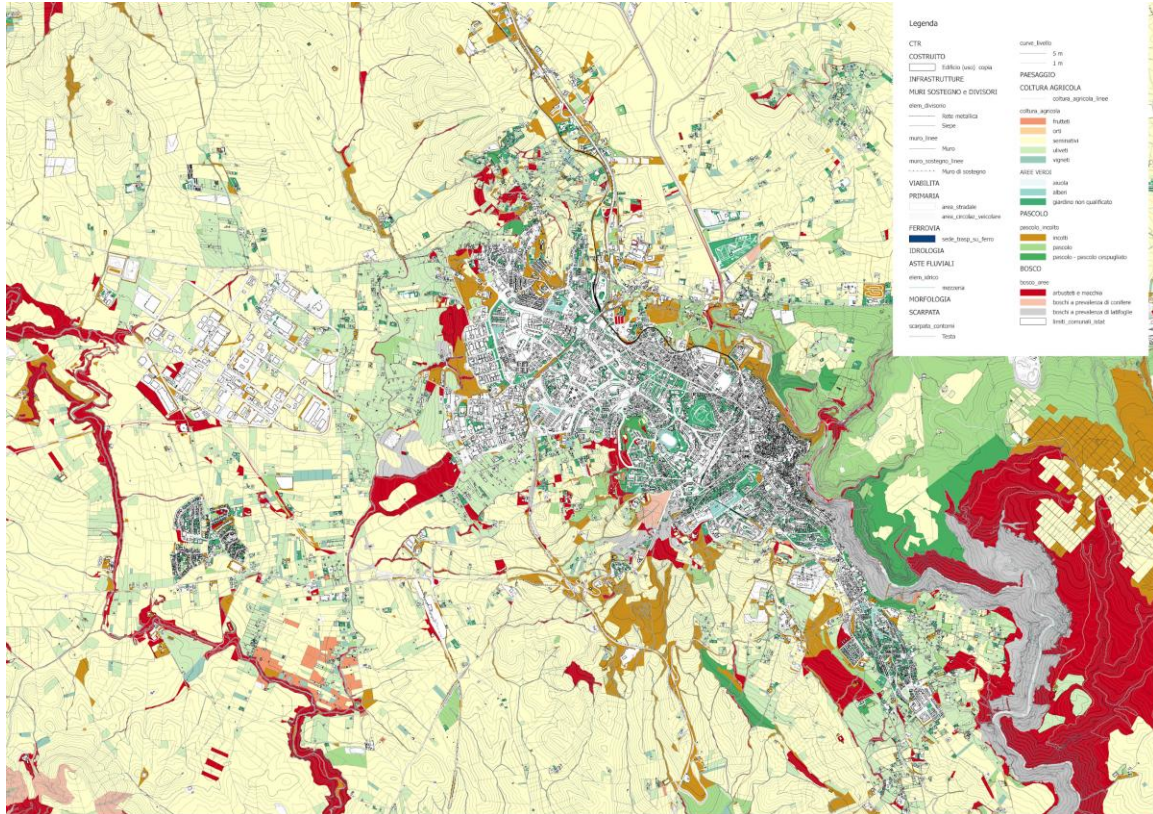 Legenda
CTR
COSTRUITO
Edificio (uso) copia
INFRASTRUTTURE
MURI SOSTEGNO e DIVISORI
elem_divisorio
Rete metallica
Siepe
muro_linee
Muro
muro_sostegno_linee
Muro di sostegno
VIABILITA
PRIMARIA
area_stradale
area_circolaz_veicolare
FERROVIA
sede_trasp_su_ferro
IDROLOGIA
ASTE FLUVIALI
elem_idrico
mezzeria
MORFOLOGIA
SCARPATA
scarpata_contorni
Testa
curve_livello
5 m
1 m
PAESAGGIO
COLTURA AGRICOLA
coltura_agricola_linee
coltura_agricola
frutteti
orti
seminativi
uliveti
vigneti
AREE VERDI
aiuola
alberi
giardino non qualificato
PASCOLO
pascolo_incolto
incolti
pascolo
pascolo - pascolo cespugliato
BOSCO
bosco_aree
arbusteti e macchia
boschi a prevalenza di conifere
boschi a prevalenza di latifoglie
limiti_comunali_istat